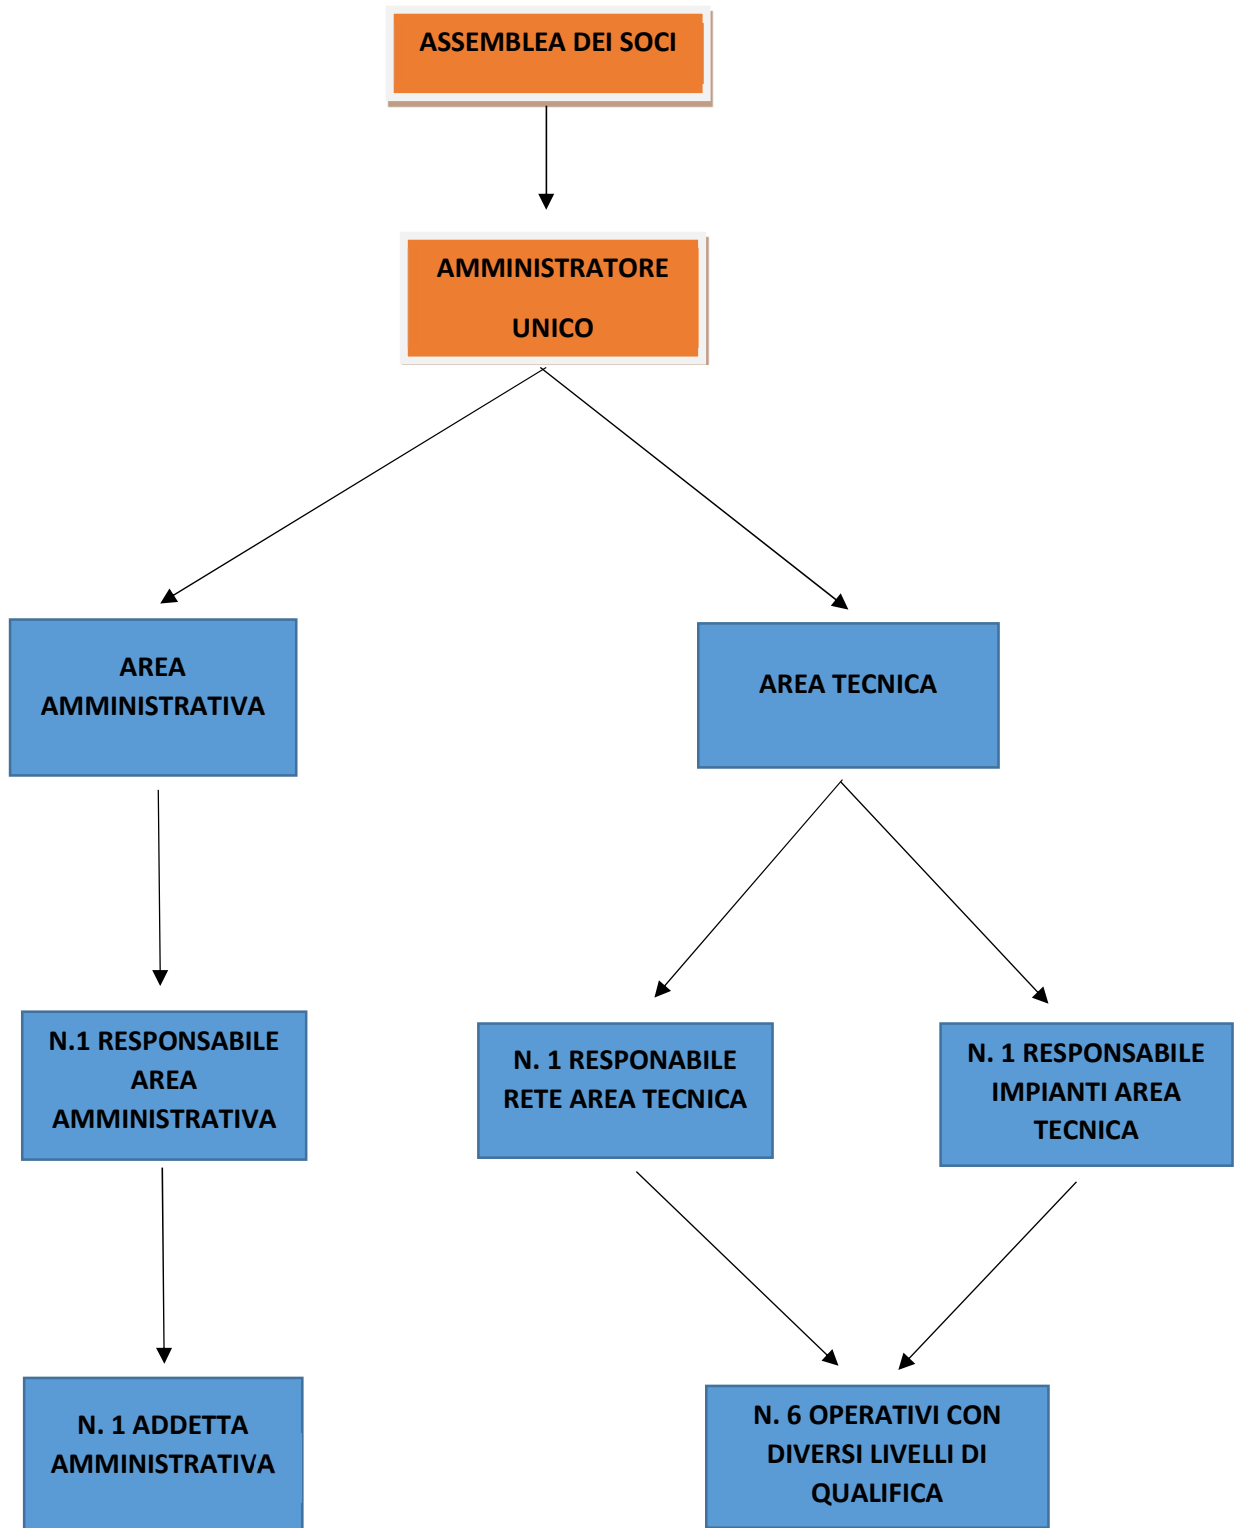 ASSEMBLEA DEI SOCI
AMMINISTRATORE
UNICO
AREA
AMMINISTRATIVA
AREA TECNICA
N.1 RESPONSABILE
AREA
AMMINISTRATIVA
N. 1 RESPONABILE
RETE AREA TECNICA
N. 1 RESPONSABILE
IMPIANTI AREA
TECNICA
N. 1 ADDETTA
AMMINISTRATIVA
N. 6 OPERATIVI CON
DIVERSI LIVELLI DI
QUALIFICA